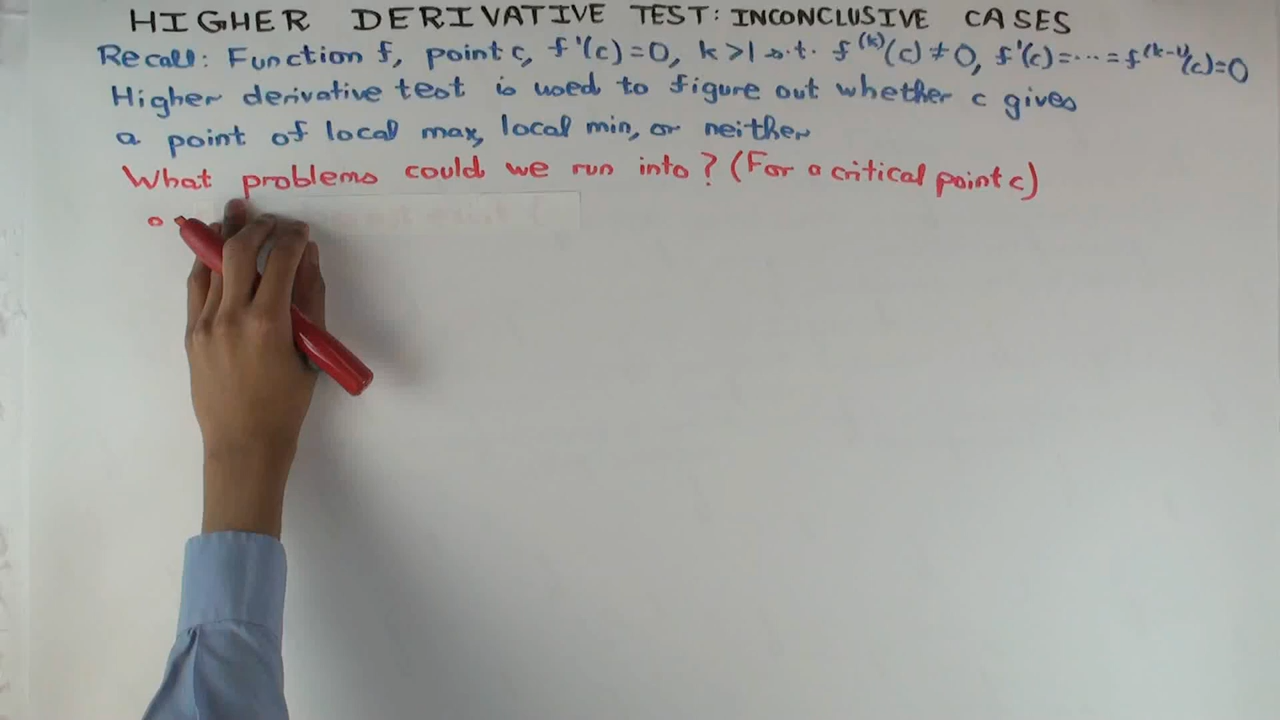 HIGHER DERIVATIVE TEST: INCONCLUSIVE CASES
Recall: Function f, point c, f'(c)=0, k>1 s.t. f^(k)(c)≠0, f'(c)=···=f^(k-1)(c)=0
Higher derivative test is used to figure out whether c gives
a point of local max, local min, or neither
What problems could we run into? (For a critical point c)